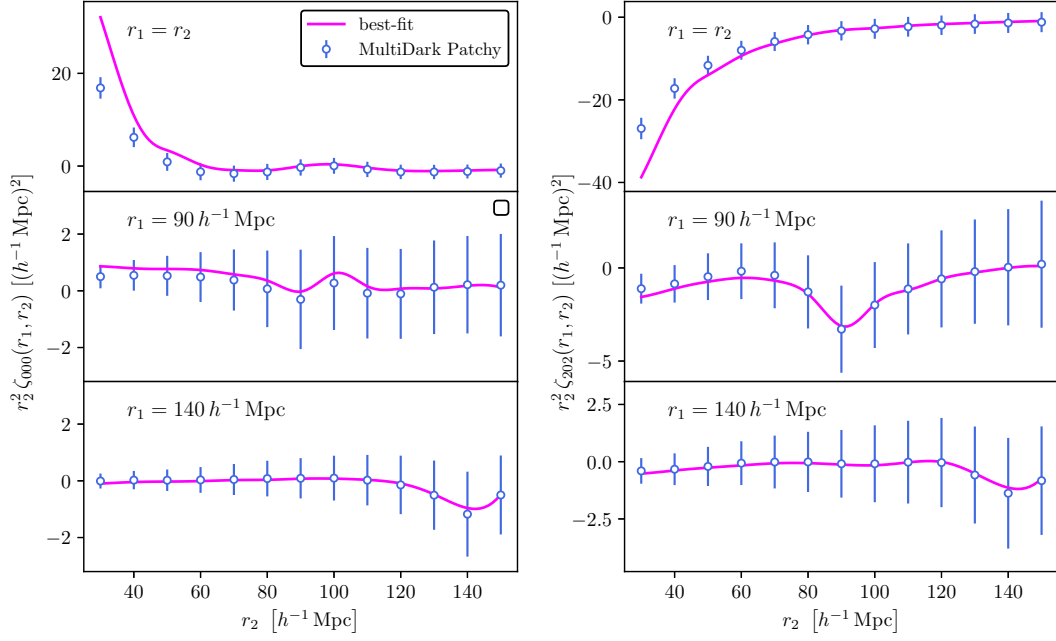 r₂² ζ₀₀₀(r₁, r₂) [(h⁻¹ Mpc)²]
r₁ = r₂
best-fit
MultiDark Patchy
20
0
r₁ = 90 h⁻¹ Mpc
2
0
−2
r₁ = 140 h⁻¹ Mpc
2
0
−2
40 60 80 100 120 140
r₂ [h⁻¹ Mpc]
r₂² ζ₂₀₂(r₁, r₂) [(h⁻¹ Mpc)²]
r₁ = r₂
0
−20
−40
r₁ = 90 h⁻¹ Mpc
0
−5
r₁ = 140 h⁻¹ Mpc
2.5
0.0
−2.5
40 60 80 100 120 140
r₂ [h⁻¹ Mpc]